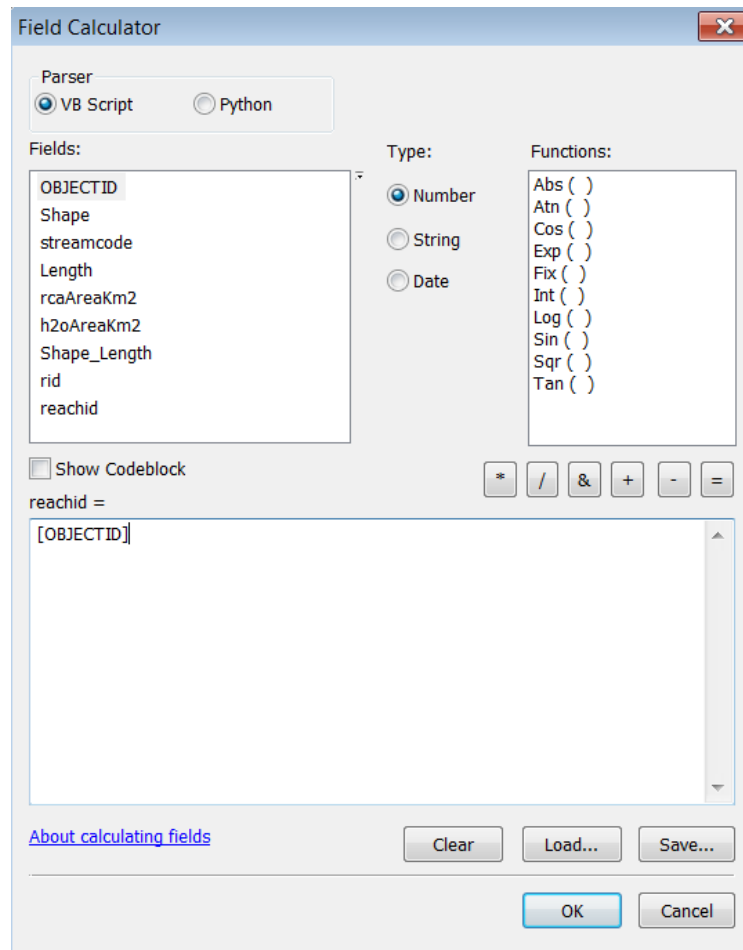 Field Calculator
Parser
VB Script
Python
Fields:
OBJECTID
Shape
streamcode
Length
rcaAreaKm2
h2oAreaKm2
Shape_Length
rid
reachid
Type:
Number
String
Date
Functions:
Abs ( )
Atn ( )
Cos ( )
Exp ( )
Fix ( )
Int ( )
Log ( )
Sin ( )
Sqr ( )
Tan ( )
Show Codeblock
* / & + - =
reachid =
[OBJECTID]
About calculating fields
Clear
Load...
Save...
OK
Cancel